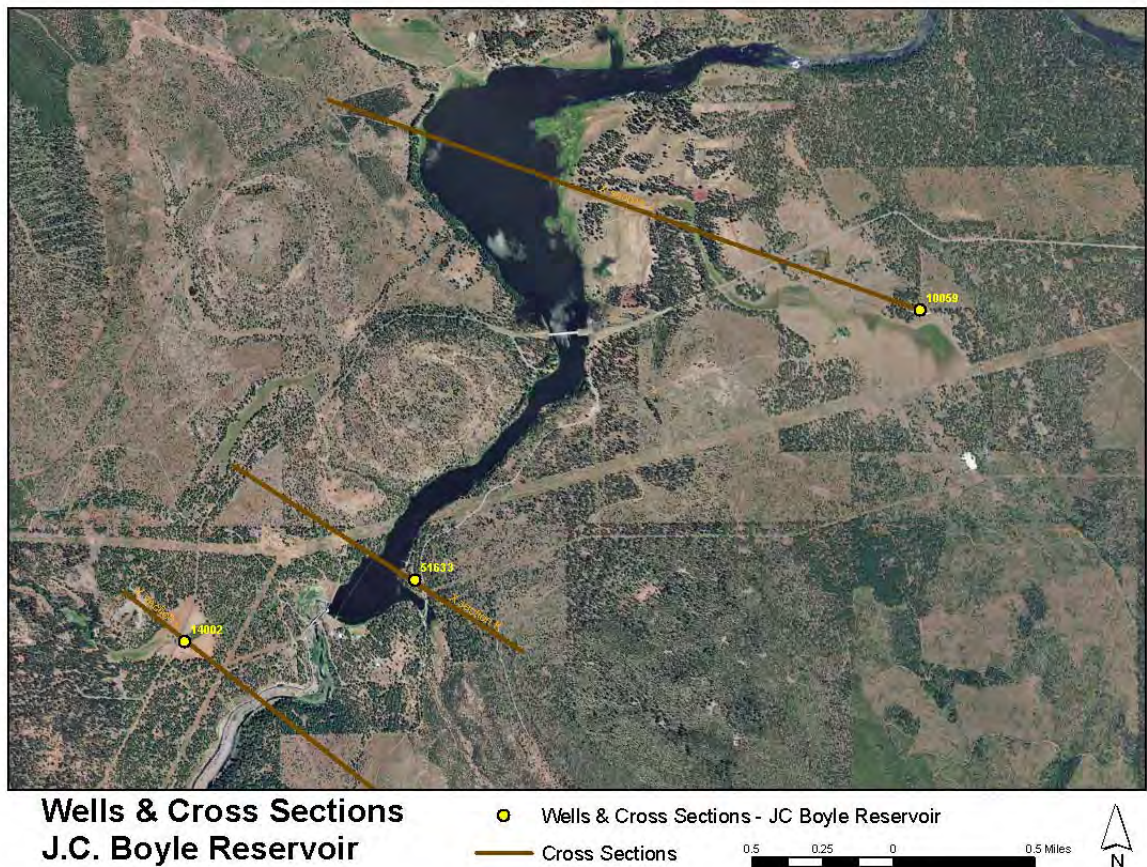 10059
51633
X Section K
14002
Wells & Cross Sections
J.C. Boyle Reservoir
Wells & Cross Sections - JC Boyle Reservoir
Cross Sections
0.5 0.25 0 0.5 Miles
N